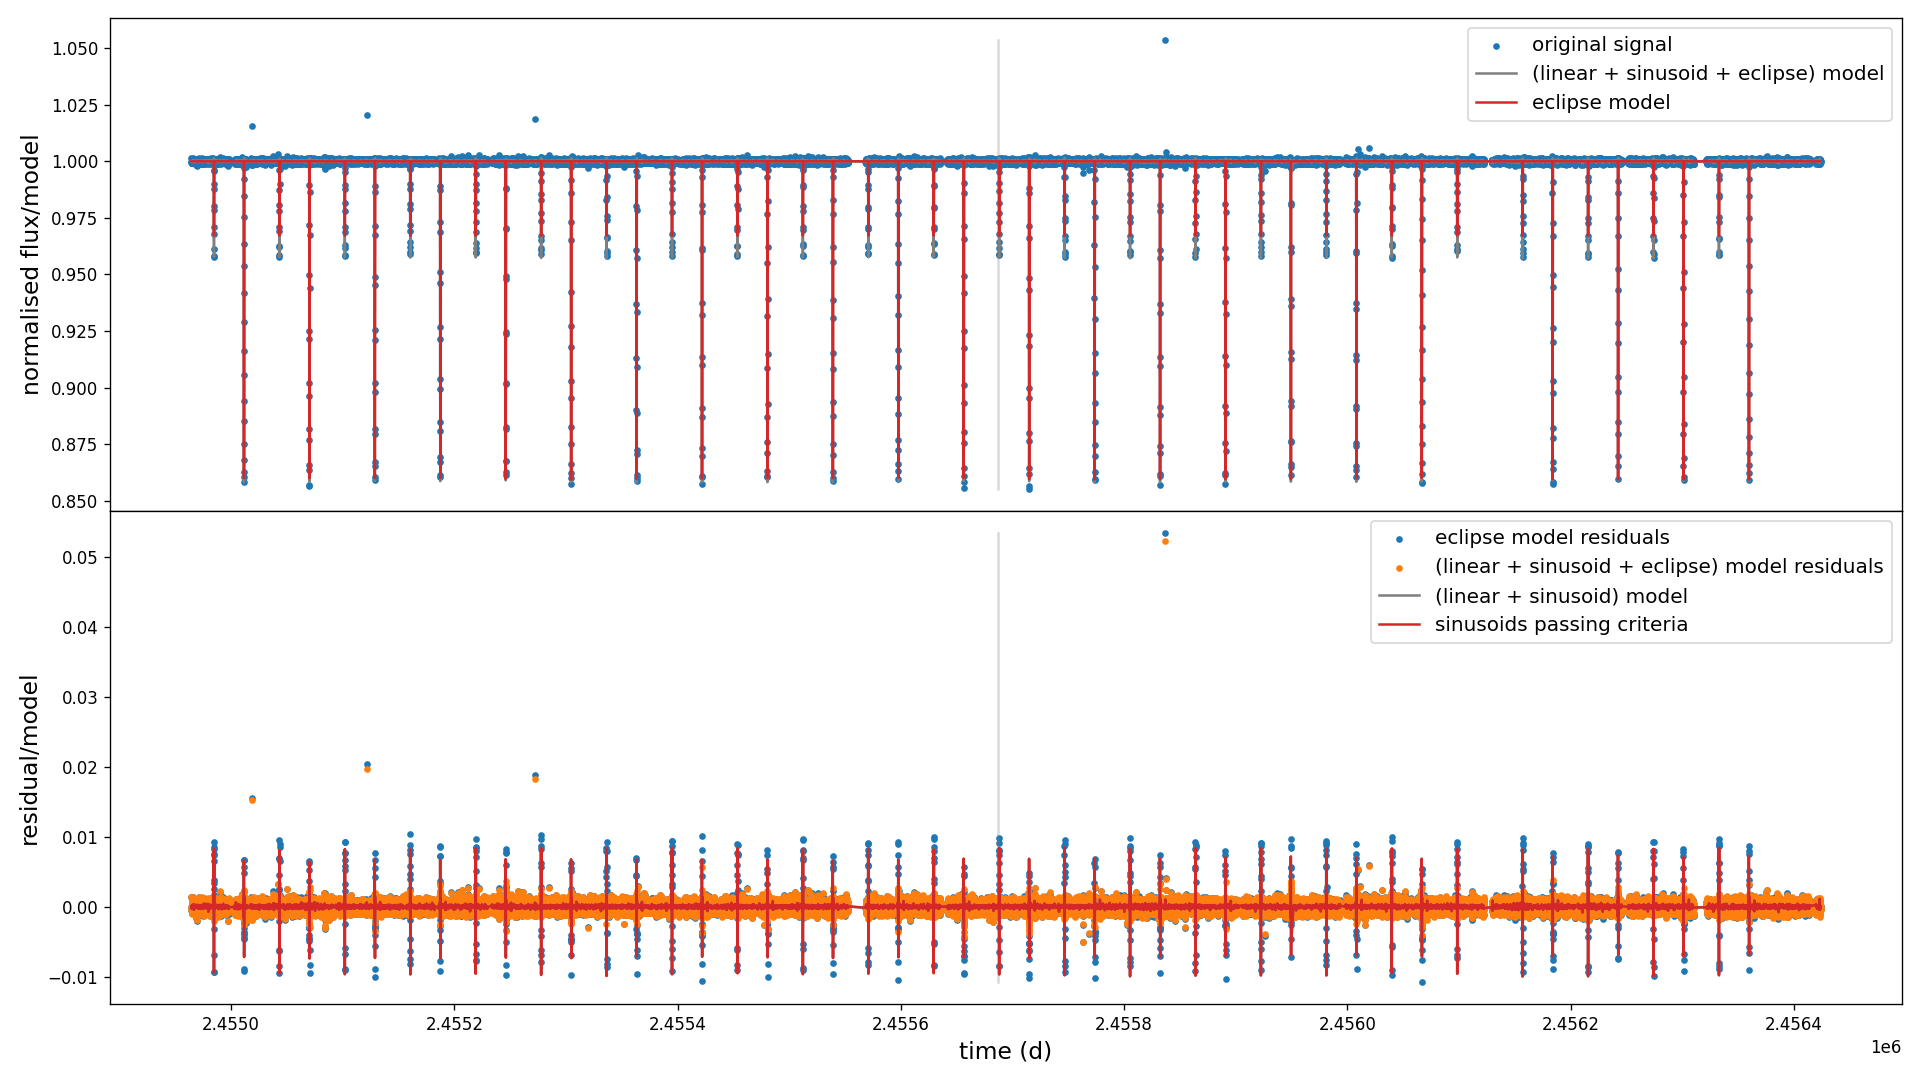 1.050
1.025
1.000
0.975
0.950
0.925
0.900
0.875
0.850
normalised flux/model
original signal
(linear + sinusoid + eclipse) model
eclipse model
0.05
0.04
0.03
0.02
0.01
0.00
−0.01
residual/model
eclipse model residuals
(linear + sinusoid + eclipse) model residuals
(linear + sinusoid) model
sinusoids passing criteria
2.4550 2.4552 2.4554 2.4556 2.4558 2.4560 2.4562 2.4564
1e6
time (d)